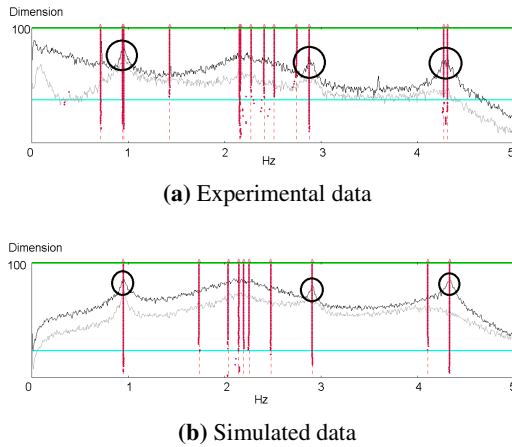 Dimension
100
0 1 2 3 4 5
Hz
(a) Experimental data
Dimension
100
0 1 2 3 4 5
Hz
(b) Simulated data